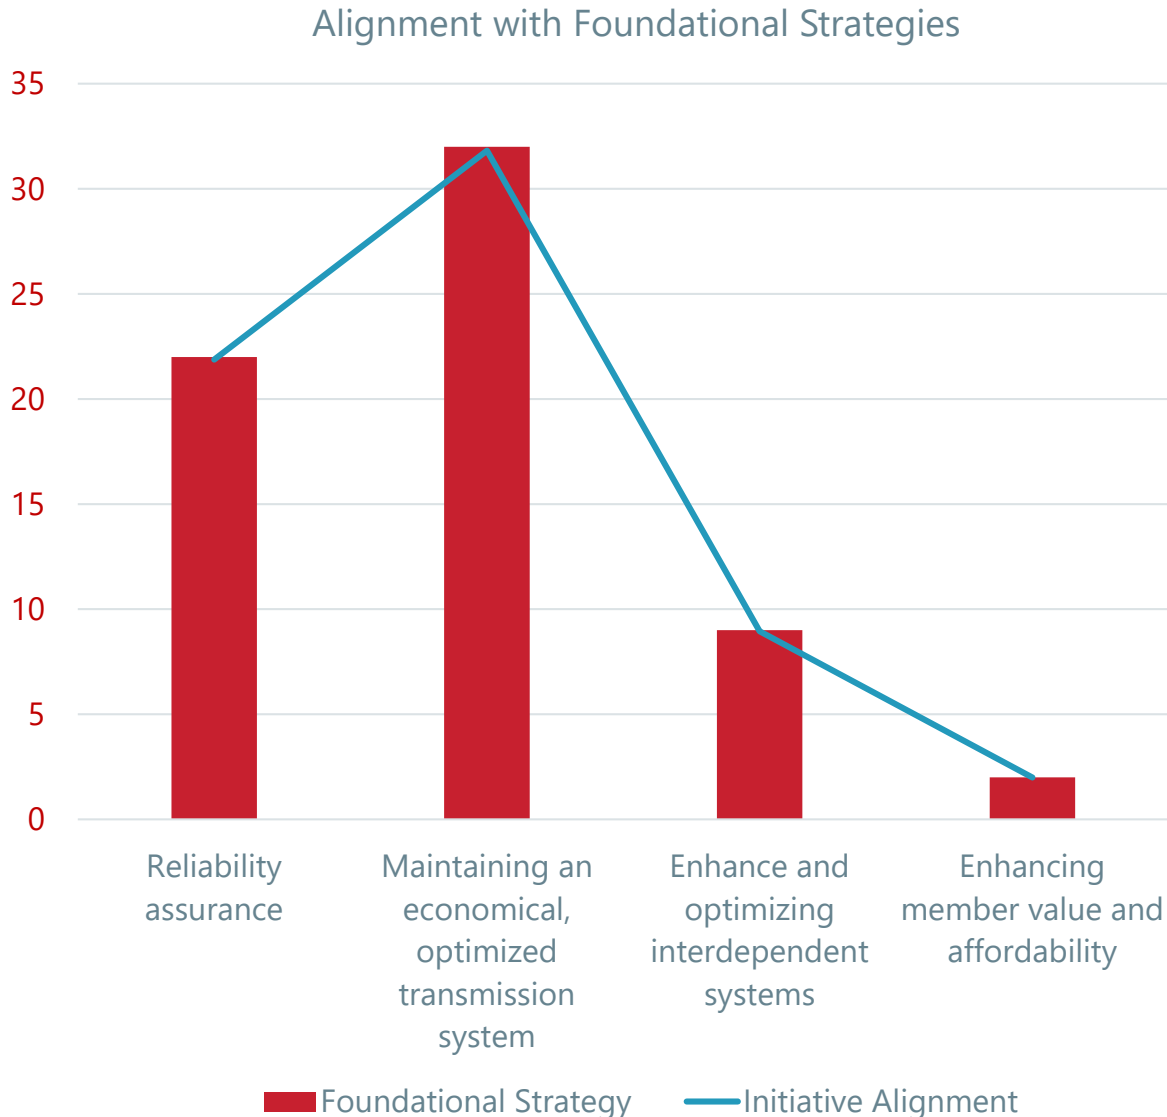 Alignment with Foundational Strategies
35
30
25
20
15
10
5
0
Reliability
assurance
Maintaining an
economical,
optimized
transmission
system
Enhance and
optimizing
interdependent
systems
Enhancing
member value and
affordability
Foundational Strategy
Initiative Alignment